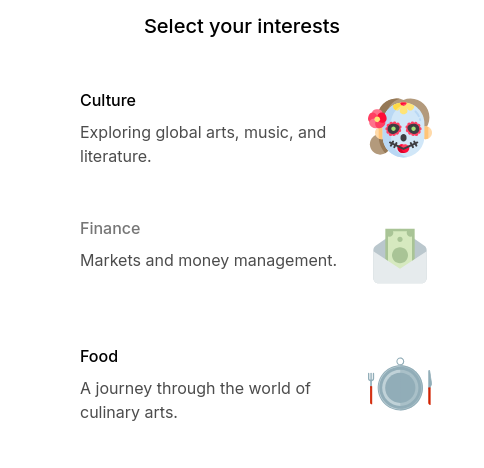 Select your interests
Culture
Exploring global arts, music, and
literature.
Finance
Markets and money management.
Food
A journey through the world of
culinary arts.